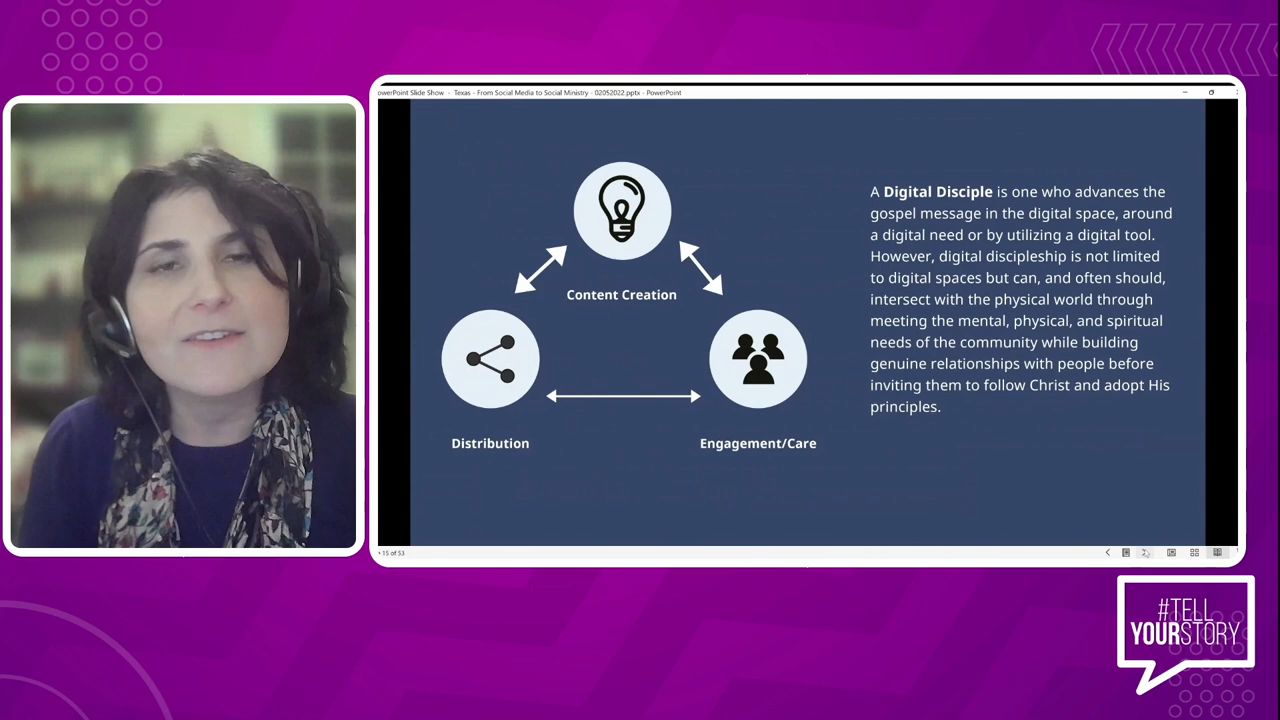 owerPoint Slide Show - Texas - From Social Media to Social Ministry - 02052022.pptx - PowerPoint
Content Creation
Distribution
Engagement/Care
A Digital Disciple is one who advances the
gospel message in the digital space, around
a digital need or by utilizing a digital tool.
However, digital discipleship is not limited
to digital spaces but can, and often should,
intersect with the physical world through
meeting the mental, physical, and spiritual
needs of the community while building
genuine relationships with people before
inviting them to follow Christ and adopt His
principles.
15 of 53
#TELL
YOURSTORY